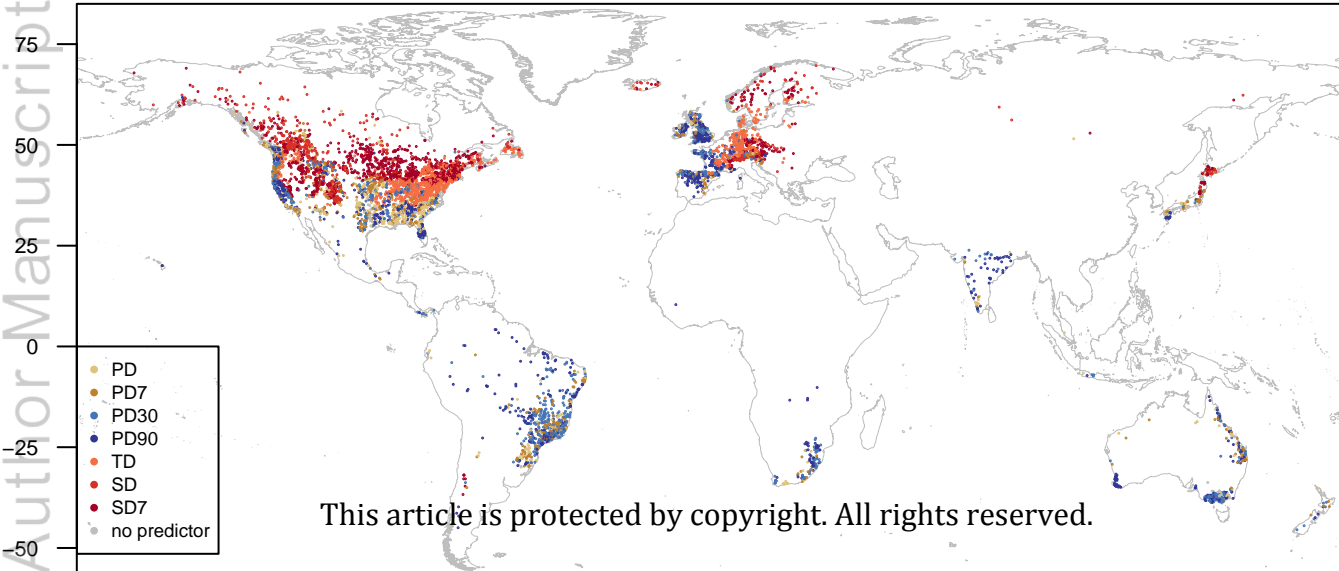 Author Manuscript
75
50
25
0
−25
−50
PD
PD7
PD30
PD90
TD
SD
SD7
no predictor
This article is protected by copyright. All rights reserved.